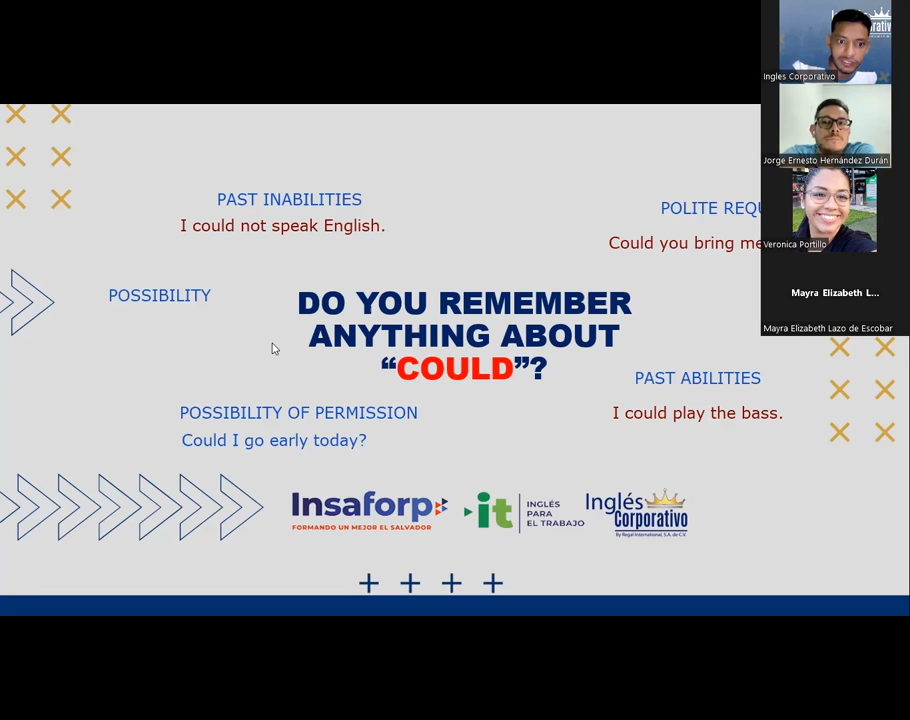 Ingles Corporativo
Jorge Ernesto Hernández Durán
Veronica Portillo
Mayra Elizabeth L...
Mayra Elizabeth Lazo de Escobar
PAST INABILITIES
I could not speak English.
POLITE
Could you bring me
POSSIBILITY
DO YOU REMEMBER
ANYTHING ABOUT
“COULD”?
PAST ABILITIES
I could play the bass.
POSSIBILITY OF PERMISSION
Could I go early today?
Insaforp
FORMANDO UN MEJOR EL SALVADOR
it
INGLÉS
PARA
EL TRABAJO
Inglés
Corporativo
By Regal International, S.A. de C.V.